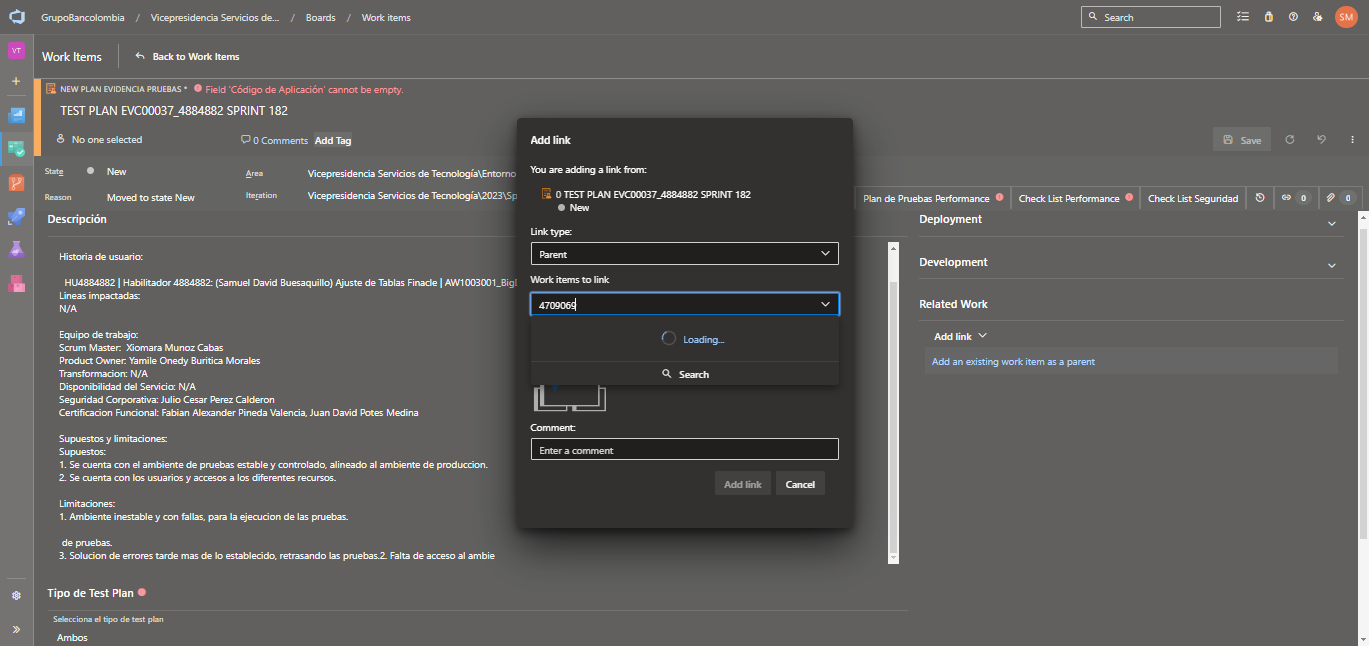 GrupoBancolombia / Vicepresidencia Servicios de... / Boards / Work items
Search
SM
VT
Work Items
Back to Work Items
NEW PLAN EVIDENCIA PRUEBAS * Field 'Código de Aplicación' cannot be empty.
TEST PLAN EVC00037_4884882 SPRINT 182
No one selected
0 Comments
Add Tag
Save
State
New
Area
Vicepresidencia Servicios de Tecnología\Entorno
Reason
Moved to state New
Iteration
Vicepresidencia Servicios de Tecnología\2023\Sp
Plan de Pruebas Performance
Check List Performance
Check List Seguridad
0
0
Descripción
Historia de usuario:
HU4884882 | Habilitador 4884882: (Samuel David Buesaquillo) Ajuste de Tablas Finacle | AW1003001_BigD
Lineas impactadas:
N/A
Equipo de trabajo:
Scrum Master: Xiomara Munoz Cabas
Product Owner: Yamile Onedy Buritica Morales
Transformacion: N/A
Disponibilidad del Servicio: N/A
Seguridad Corporativa: Julio Cesar Perez Calderon
Certificacion Funcional: Fabian Alexander Pineda Valencia, Juan David Potes Medina
Supuestos y limitaciones:
Supuestos:
1. Se cuenta con el ambiente de pruebas estable y controlado, alineado al ambiente de produccion.
2. Se cuenta con los usuarios y accesos a los diferentes recursos.
Limitaciones:
1. Ambiente inestable y con fallas, para la ejecucion de las pruebas.
de pruebas.
3. Solucion de errores tarde mas de lo establecido, retrasando las pruebas.2. Falta de acceso al ambie
Tipo de Test Plan
Selecciona el tipo de test plan
Ambos
Add link
You are adding a link from:
0 TEST PLAN EVC00037_4884882 SPRINT 182
New
Link type:
Parent
Work items to link
4709069
Loading...
Search
Comment:
Enter a comment
Add link
Cancel
Deployment
Development
Related Work
Add link
Add an existing work item as a parent